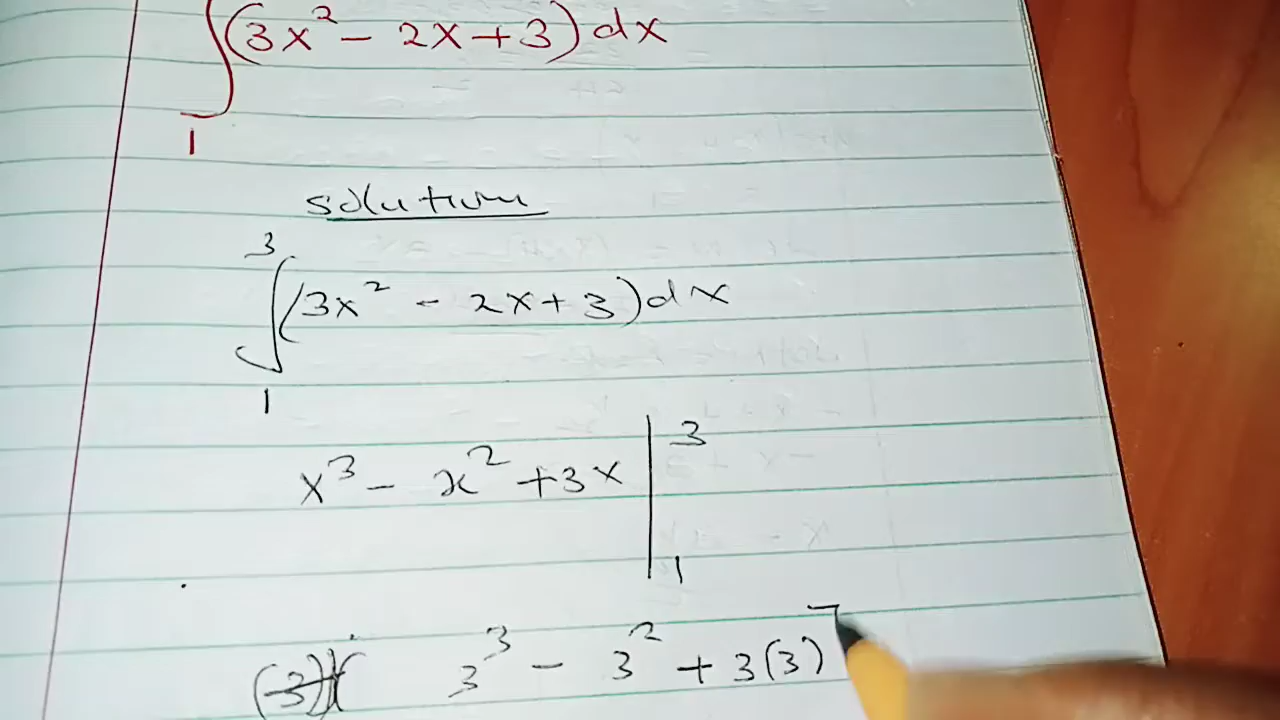 ∫(3x² - 2x + 3)dx
1
solution
3
∫(3x² - 2x + 3)dx
1
x³ - x² + 3x | 3
1
3³ - 3² + 3(3)